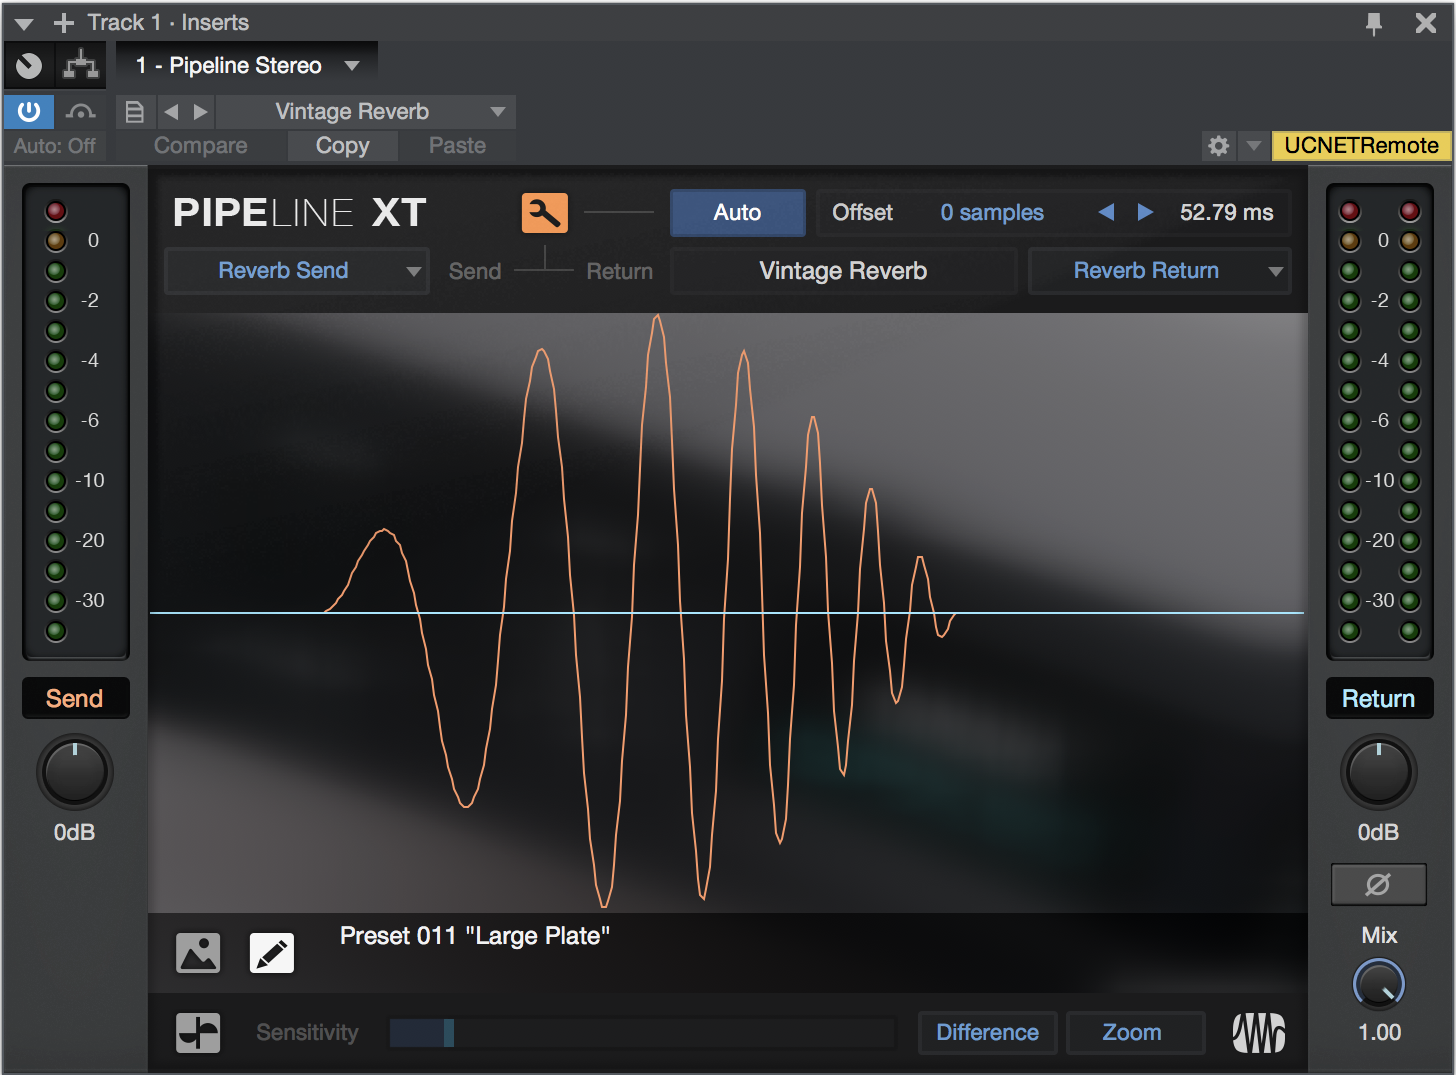 Track 1 · Inserts
1 - Pipeline Stereo
Vintage Reverb
Auto: Off
Compare
Copy
Paste
UCNETRemote
PIPELINE XT
Auto
Offset
0 samples
52.79 ms
Reverb Send
Send
Return
Vintage Reverb
Reverb Return
0
-2
-4
-6
-10
-20
-30
0
-2
-4
-6
-10
-20
-30
Send
0dB
Return
0dB
Ø
Mix
1.00
Preset 011 "Large Plate"
Sensitivity
Difference
Zoom